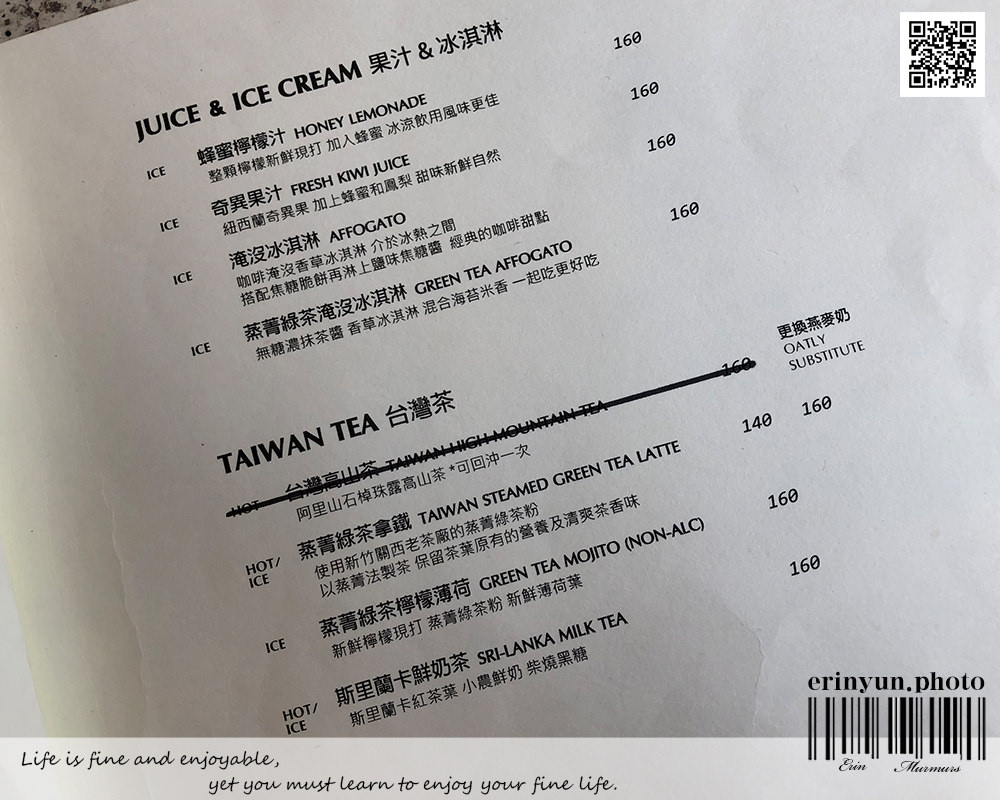 JUICE & ICE CREAM 果汁 & 冰淇淋
ICE 蜂蜜檸檬汁 HONEY LEMONADE 160
整顆檸檬新鮮現打 加入蜂蜜 冰涼飲用風味更佳
ICE 奇異果汁 FRESH KIWI JUICE 160
紐西蘭奇異果 加上蜂蜜和鳳梨 甜味新鮮自然
ICE 淹沒冰淇淋 AFFOGATO 160
咖啡淹沒香草冰淇淋 介於冰熱之間
搭配焦糖脆餅再淋上鹽味焦糖醬 經典的咖啡甜點
ICE 蒸菁綠茶淹沒冰淇淋 GREEN TEA AFFOGATO 160
無糖濃抹茶醬 香草冰淇淋 混合海苔米香 一起吃更好吃
更換燕麥奶
OATLY
SUBSTITUTE
TAIWAN TEA 台灣茶
HOT 台灣高山茶 TAIWAN HIGH MOUNTAIN TEA 160
阿里山石棹珠露高山茶 *可回沖一次
HOT/
ICE
蒸菁綠茶拿鐵 TAIWAN STEAMED GREEN TEA LATTE 140 160
使用新竹關西老茶廠的蒸菁綠茶粉
以蒸菁法製茶 保留茶葉原有的營養及清爽茶香味
ICE 蒸菁綠茶檸檬薄荷 GREEN TEA MOJITO (NON-ALC) 160
新鮮檸檬現打 蒸菁綠茶粉 新鮮薄荷葉
HOT/
ICE
斯里蘭卡鮮奶茶 SRI-LANKA MILK TEA 160
斯里蘭卡紅茶葉 小農鮮奶 柴燒黑糖
erinyun.photo
Erin Murmurs
Life is fine and enjoyable,
yet you must learn to enjoy your fine life.